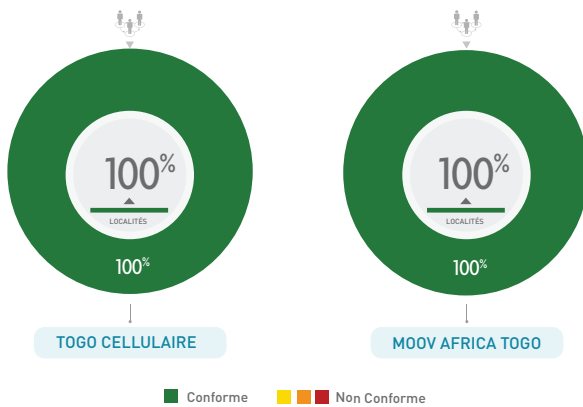 100%
LOCALITÉS
100%
TOGO CELLULAIRE
100%
LOCALITÉS
100%
MOOV AFRICA TOGO
Conforme
Non Conforme